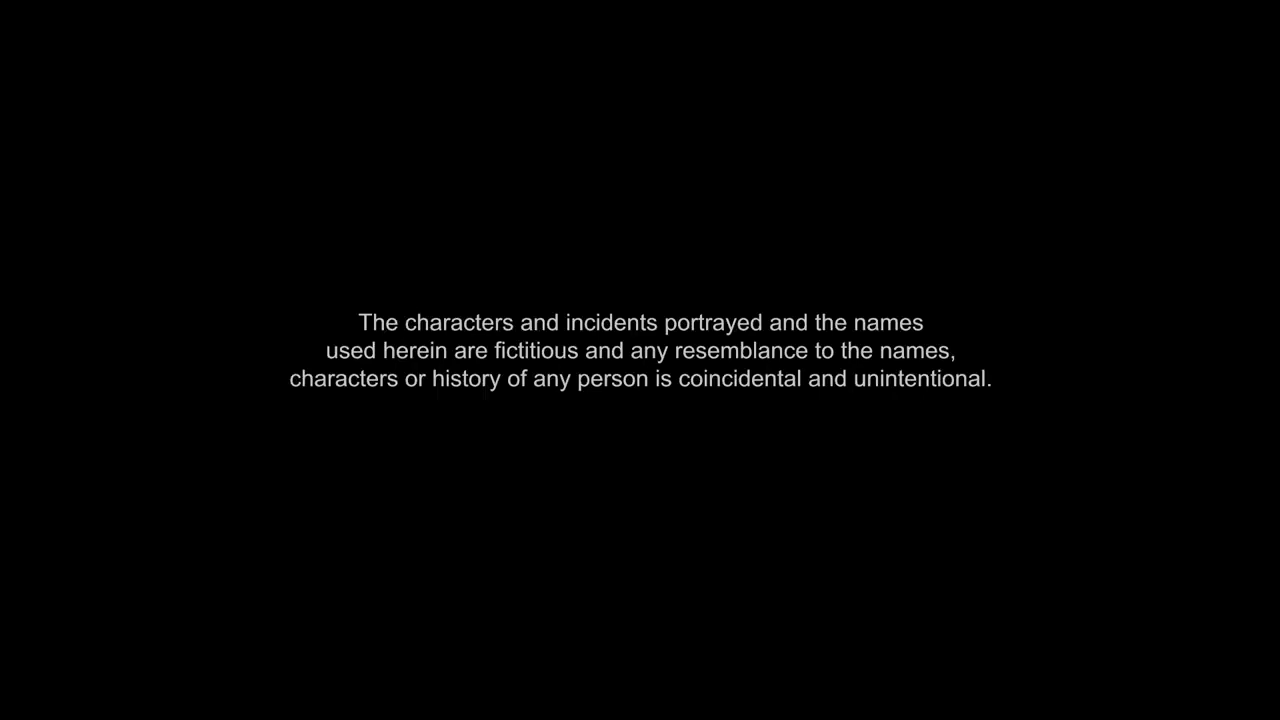 The characters and incidents portrayed and the names
used herein are fictitious and any resemblance to the names,
characters or history of any person is coincidental and unintentional.